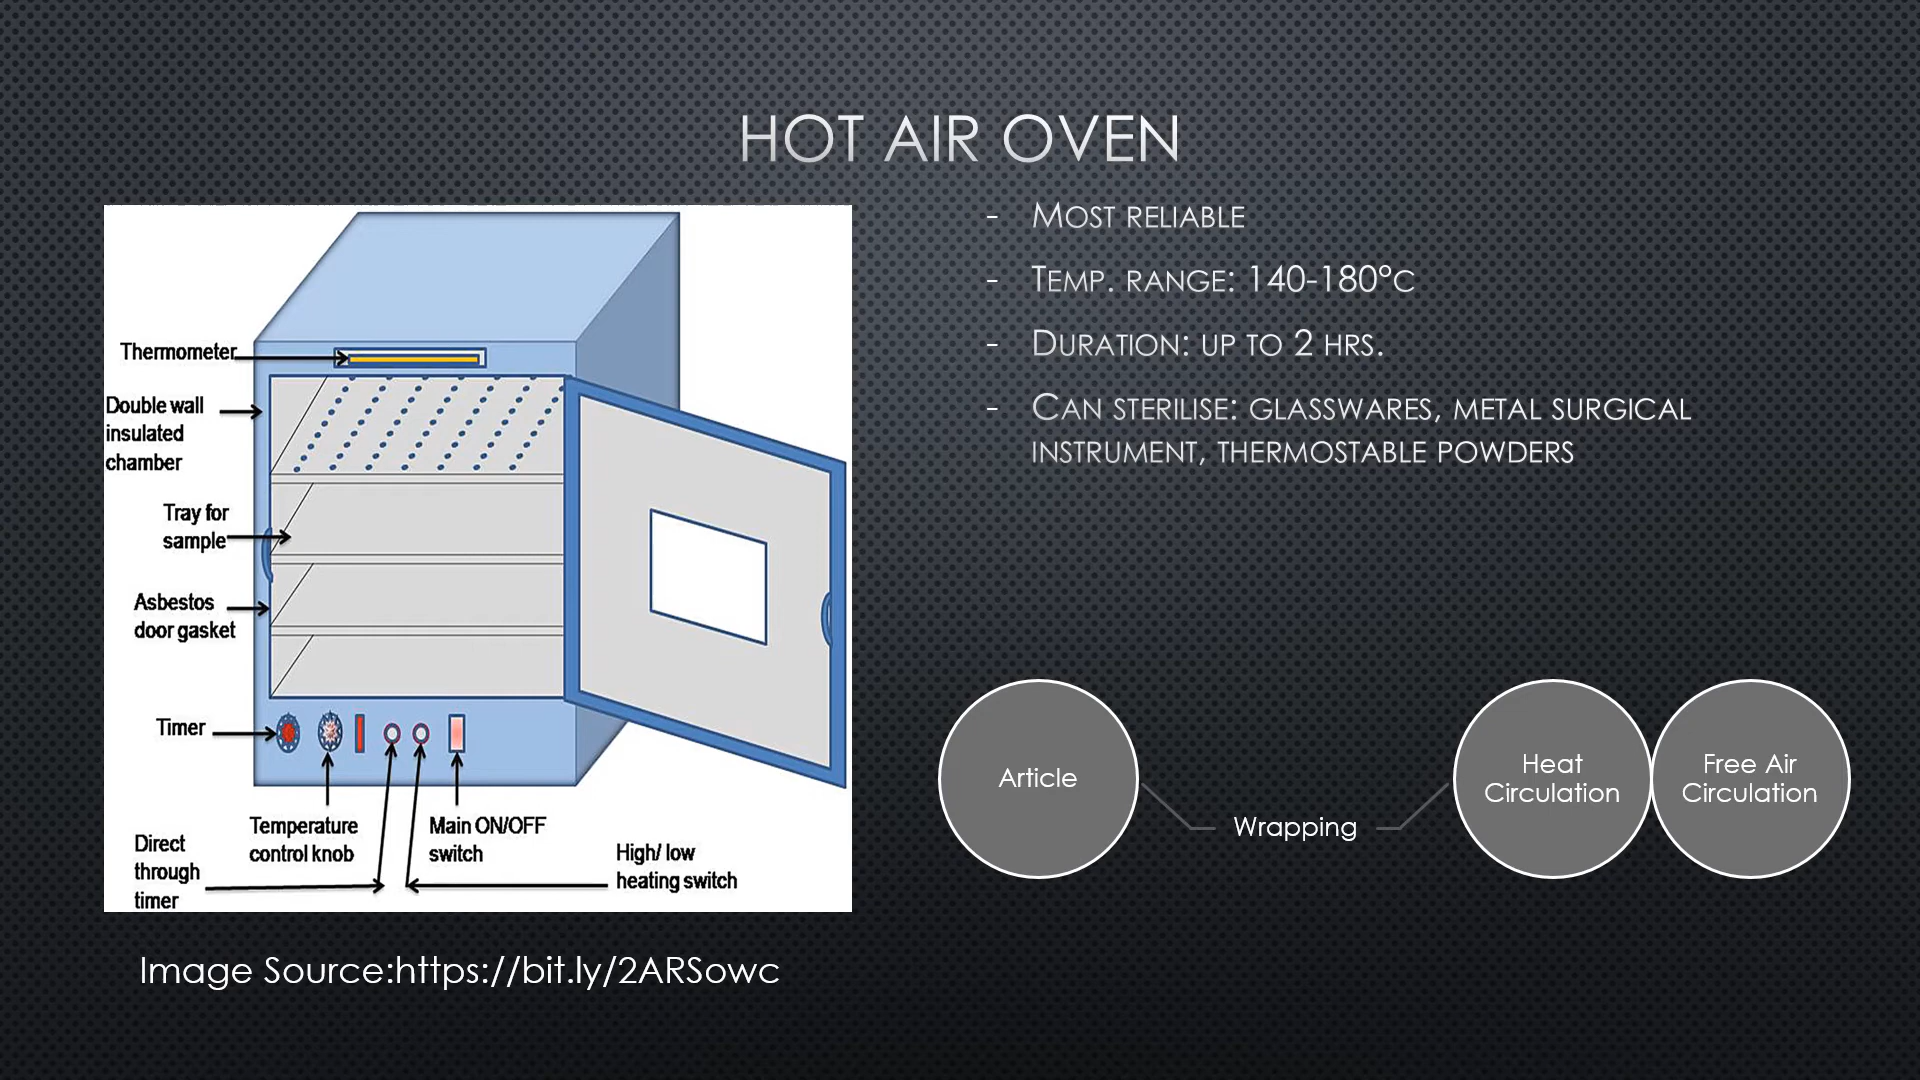 HOT AIR OVEN
- MOST RELIABLE
- TEMP. RANGE: 140-180°C
- DURATION: UP TO 2 HRS.
- CAN STERILISE: GLASSWARES, METAL SURGICAL
INSTRUMENT, THERMOSTABLE POWDERS
Thermometer
Double wall
insulated
chamber
Tray for
sample
Asbestos
door gasket
Timer
Temperature
control knob
Main ON/OFF
switch
Direct
through
timer
High/ low
heating switch
Article
Wrapping
Heat
Circulation
Free Air
Circulation
Image Source:https://bit.ly/2ARSowc